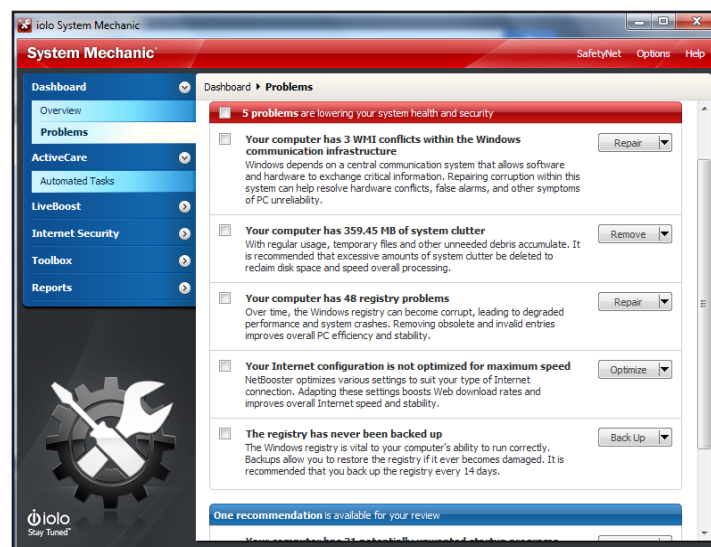 iolo System Mechanic
System Mechanic
SafetyNet Options Help
Dashboard
Overview
Problems
ActiveCare
Automated Tasks
LiveBoost
Internet Security
Toolbox
Reports
iolo
Stay Tuned™
Dashboard ▸ Problems
5 problems are lowering your system health and security
Your computer has 3 WMI conflicts within the Windows
communication infrastructure
Windows depends on a central communication system that allows software
and hardware to exchange critical information. Repairing corruption within this
system can help resolve hardware conflicts, false alarms, and other symptoms
of PC unreliability.
Repair
Your computer has 359.45 MB of system clutter
With regular usage, temporary files and other unneeded debris accumulate. It
is recommended that excessive amounts of system clutter be deleted to
reclaim disk space and speed overall processing.
Remove
Your computer has 48 registry problems
Over time, the Windows registry can become corrupt, leading to degraded
performance and system crashes. Removing obsolete and invalid entries
improves overall PC efficiency and stability.
Repair
Your Internet configuration is not optimized for maximum speed
NetBooster optimizes various settings to suit your type of Internet
connection. Adapting these settings boosts Web download rates and
improves overall Internet speed and stability.
Optimize
The registry has never been backed up
The Windows registry is vital to your computer's ability to run correctly.
Backups allow you to restore the registry if it ever becomes damaged. It is
recommended that you back up the registry every 14 days.
Back Up
One recommendation is available for your review
Your computer has 21 potentially unwanted startup programs